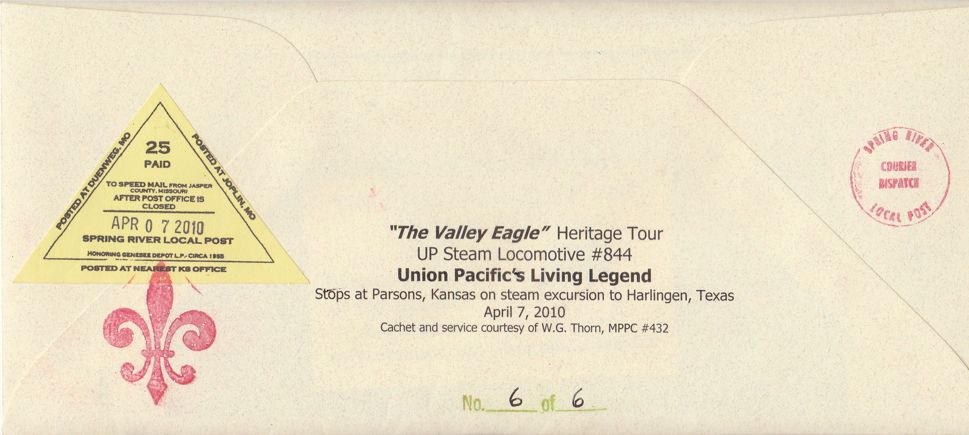 POSTED AT DUENWEG, MO
POSTED AT JOPLIN, MO
25
PAID
TO SPEED MAIL FROM JASPER
COUNTY, MISSOURI
AFTER POST OFFICE IS
CLOSED
APR 07 2010
SPRING RIVER LOCAL POST
HONORING GENESEE DEPOT L.P. - CIRCA 1955
POSTED AT NEAREST KS OFFICE
SPRING RIVER
COURIER
DISPATCH
LOCAL POST
"The Valley Eagle" Heritage Tour
UP Steam Locomotive #844
Union Pacific's Living Legend
Stops at Parsons, Kansas on steam excursion to Harlingen, Texas
April 7, 2010
Cachet and service courtesy of W.G. Thorn, MPPC #432
No. 6 of 6